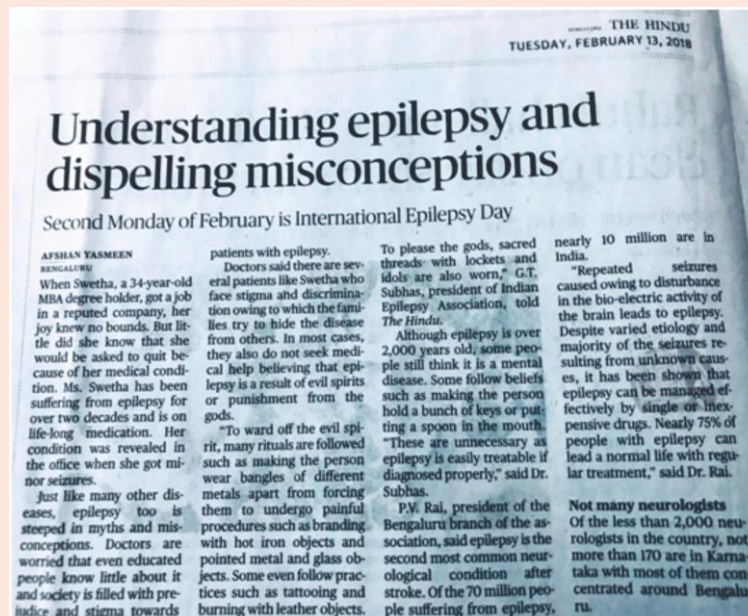 THE HINDU
TUESDAY, FEBRUARY 13, 2018
Understanding epilepsy and
dispelling misconceptions
Second Monday of February is International Epilepsy Day
AFSHAN YASMEEN
BENGALURU
When Swetha, a 34-year-old
MBA degree holder, got a job
in a reputed company, her
joy knew no bounds. But lit-
tle did she know that she
would be asked to quit be-
cause of her medical condi-
tion. Ms. Swetha has been
suffering from epilepsy for
over two decades and is on
life-long medication. Her
condition was revealed in
the office when she got mi-
nor seizures.
Just like many other dis-
eases, epilepsy too is
steeped in myths and mis-
conceptions. Doctors are
worried that even educated
people know little about it
and society is filled with pre-
judice and stigma towards
patients with epilepsy.
Doctors said there are sev-
eral patients like Swetha who
face stigma and discrimina-
tion owing to which the fami-
lies try to hide the disease
from others. In most cases,
they also do not seek medi-
cal help believing that epi-
lepsy is a result of evil spirits
or punishment from the
gods.
"To ward off the evil spi-
rit, many rituals are followed
such as making the person
wear bangles of different
metals apart from forcing
them to undergo painful
procedures such as branding
with hot iron objects and
pointed metal and glass ob-
jects. Some even follow prac-
tices such as tattooing and
burning with leather objects.
To please the gods, sacred
threads with lockets and
idols are also worn," G.T.
Subhas, president of Indian
Epilepsy Association, told
The Hindu.
Although epilepsy is over
2,000 years old, some peo-
ple still think it is a mental
disease. Some follow beliefs
such as making the person
hold a bunch of keys or put-
ting a spoon in the mouth.
"These are unnecessary as
epilepsy is easily treatable if
diagnosed properly," said Dr.
Subhas.
P.V. Rai, president of the
Bengaluru branch of the as-
sociation, said epilepsy is the
second most common neur-
ological condition after
stroke. Of the 70 million peo-
ple suffering from epilepsy,
nearly 10 million are in
India.
"Repeated seizures
caused owing to disturbance
in the bio-electric activity of
the brain leads to epilepsy.
Despite varied etiology and
majority of the seizures re-
sulting from unknown caus-
es, it has been shown that
epilepsy can be managed ef-
fectively by single or inex-
pensive drugs. Nearly 75% of
people with epilepsy can
lead a normal life with regu-
lar treatment," said Dr. Rai.
Not many neurologists
Of the less than 2,000 neu-
rologists in the country, not
more than 170 are in Karna-
taka with most of them con-
centrated around Bengalu-
ru.